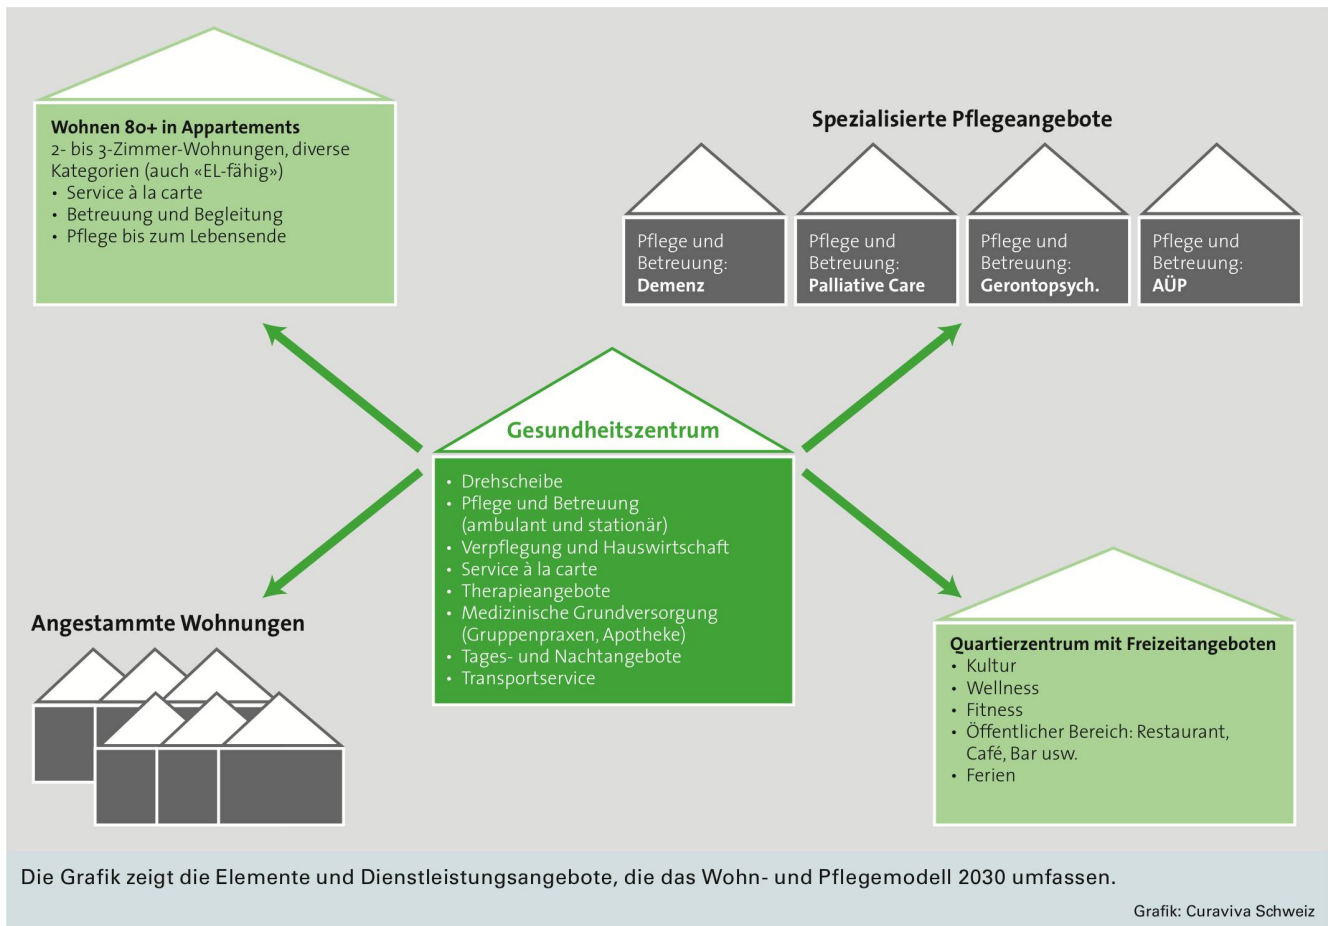 Wohnen 80+ in Appartements
2- bis 3-Zimmer-Wohnungen, diverse
Kategorien (auch «EL-fähig»)
• Service à la carte
• Betreuung und Begleitung
• Pflege bis zum Lebensende
Spezialisierte Pflegeangebote
Pflege und
Betreuung:
Demenz
Pflege und
Betreuung:
Palliative Care
Pflege und
Betreuung:
Gerontopsych.
Pflege und
Betreuung:
AÜP
Gesundheitszentrum
• Drehscheibe
• Pflege und Betreuung
(ambulant und stationär)
• Verpflegung und Hauswirtschaft
• Service à la carte
• Therapieangebote
• Medizinische Grundversorgung
(Gruppenpraxen, Apotheke)
• Tages- und Nachtangebote
• Transportservice
Angestammte Wohnungen
Quartierzentrum mit Freizeitangeboten
• Kultur
• Wellness
• Fitness
• Öffentlicher Bereich: Restaurant,
Café, Bar usw.
• Ferien
Die Grafik zeigt die Elemente und Dienstleistungsangebote, die das Wohn- und Pflegemodell 2030 umfassen.
Grafik: Curaviva Schweiz